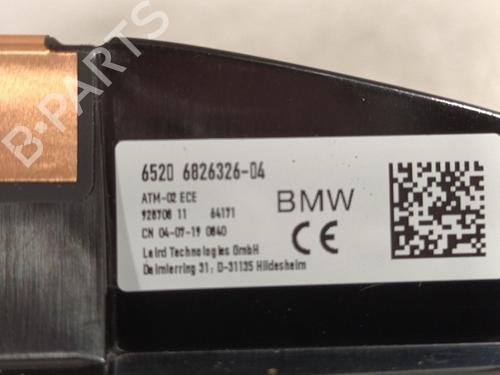 B-PARTS
6520 6826326-04
ATM-02 ECE
928708 11 64171
CN 04-07-19 0840
Laird Technologies GmbH
Daimlerring 31; D-31135 Hildesheim
BMW
CE